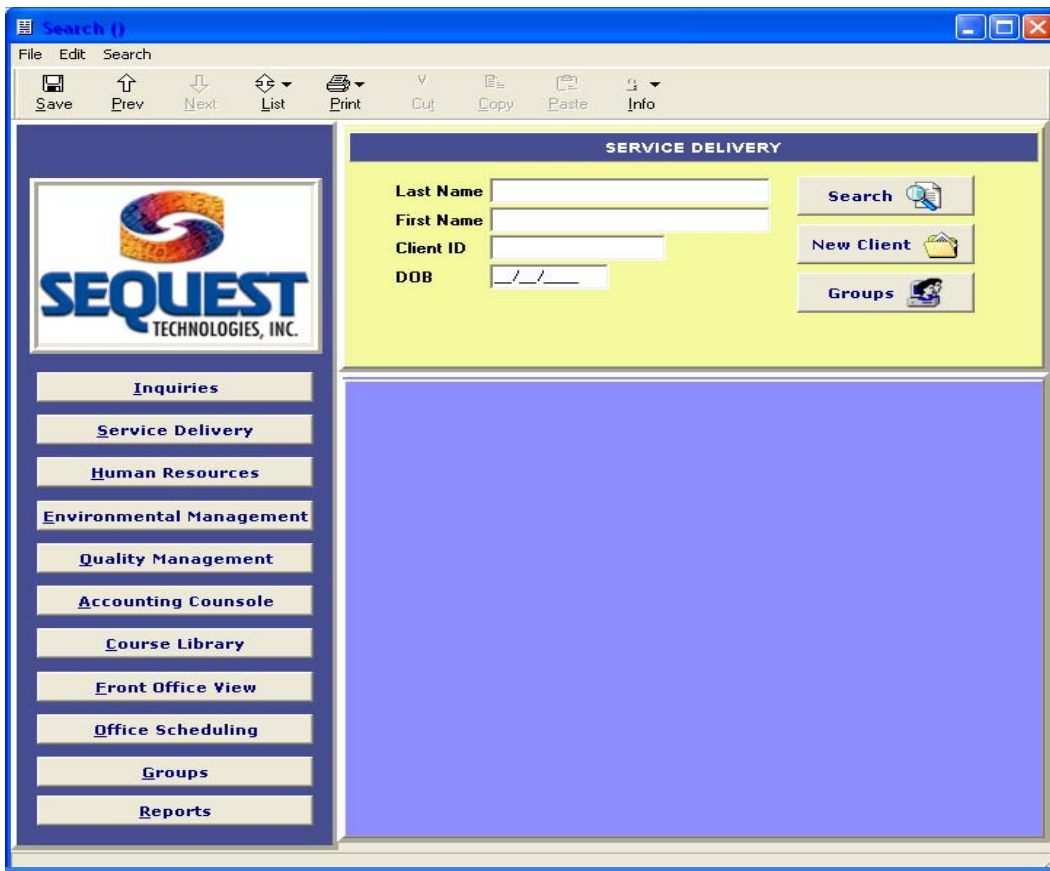 Search ()
File Edit Search
Save Prev Next List Print Cut Copy Paste Info
SERVICE DELIVERY
Last Name
First Name
Client ID
DOB __/__/____
Search
New Client
Groups
SEQUEST
TECHNOLOGIES, INC.
Inquiries
Service Delivery
Human Resources
Environmental Management
Quality Management
Accounting Counsole
Course Library
Front Office View
Office Scheduling
Groups
Reports